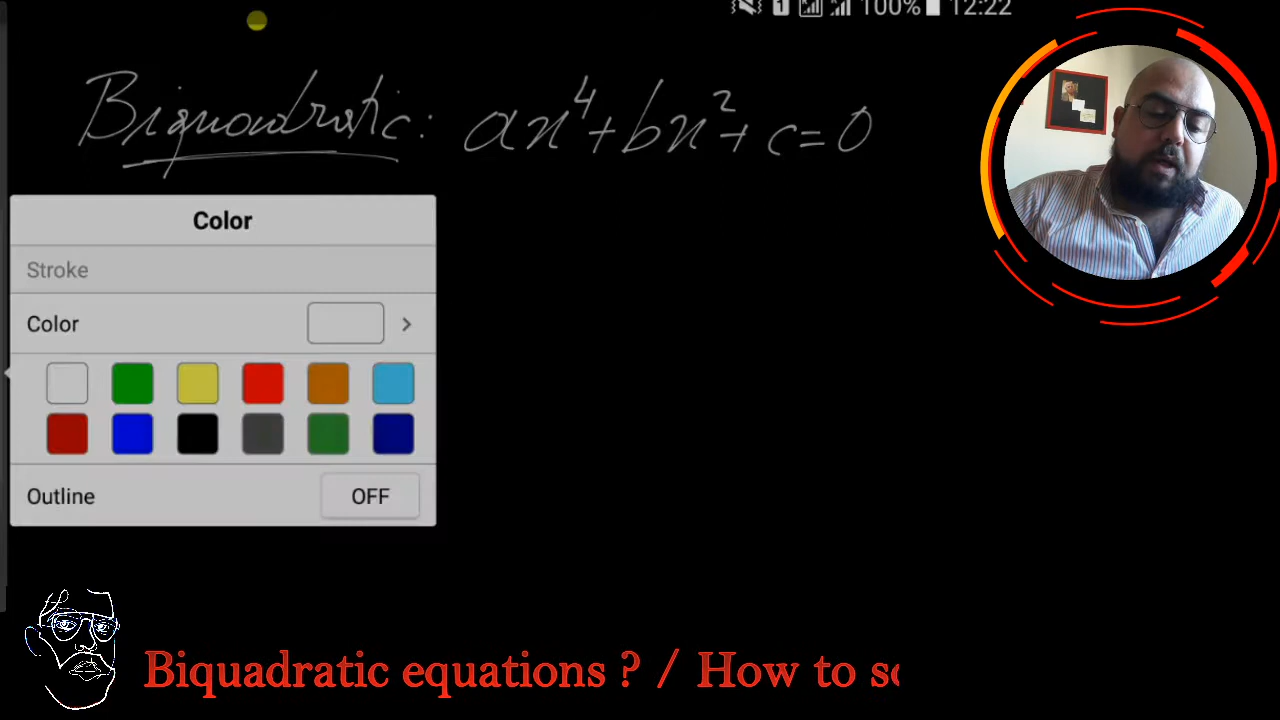 100% 12:22
Biquadratic: ax⁴+bx²+c=0
Color
Stroke
Color
Outline OFF
Biquadratic equations ? / How to